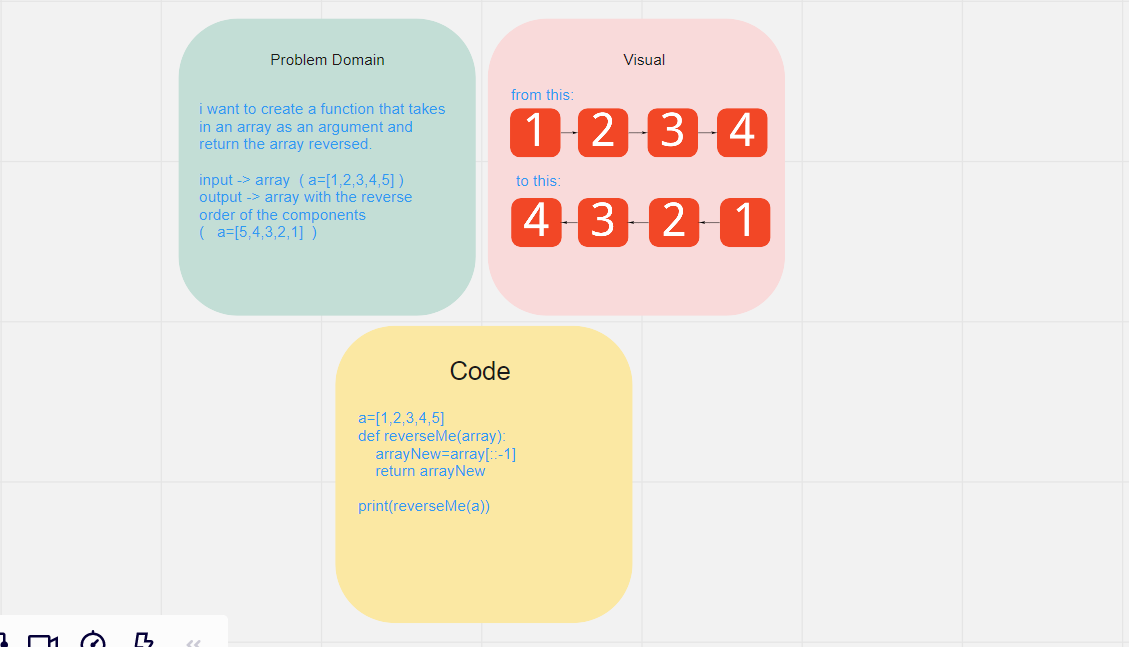 Problem Domain
i want to create a function that takes
in an array as an argument and
return the array reversed.
input -> array  ( a=[1,2,3,4,5] )
output -> array with the reverse
order of the components
(   a=[5,4,3,2,1]  )
Visual
from this:
1 2 3 4
to this:
4 3 2 1
Code
a=[1,2,3,4,5]
def reverseMe(array):
    arrayNew=array[::-1]
    return arrayNew
print(reverseMe(a))